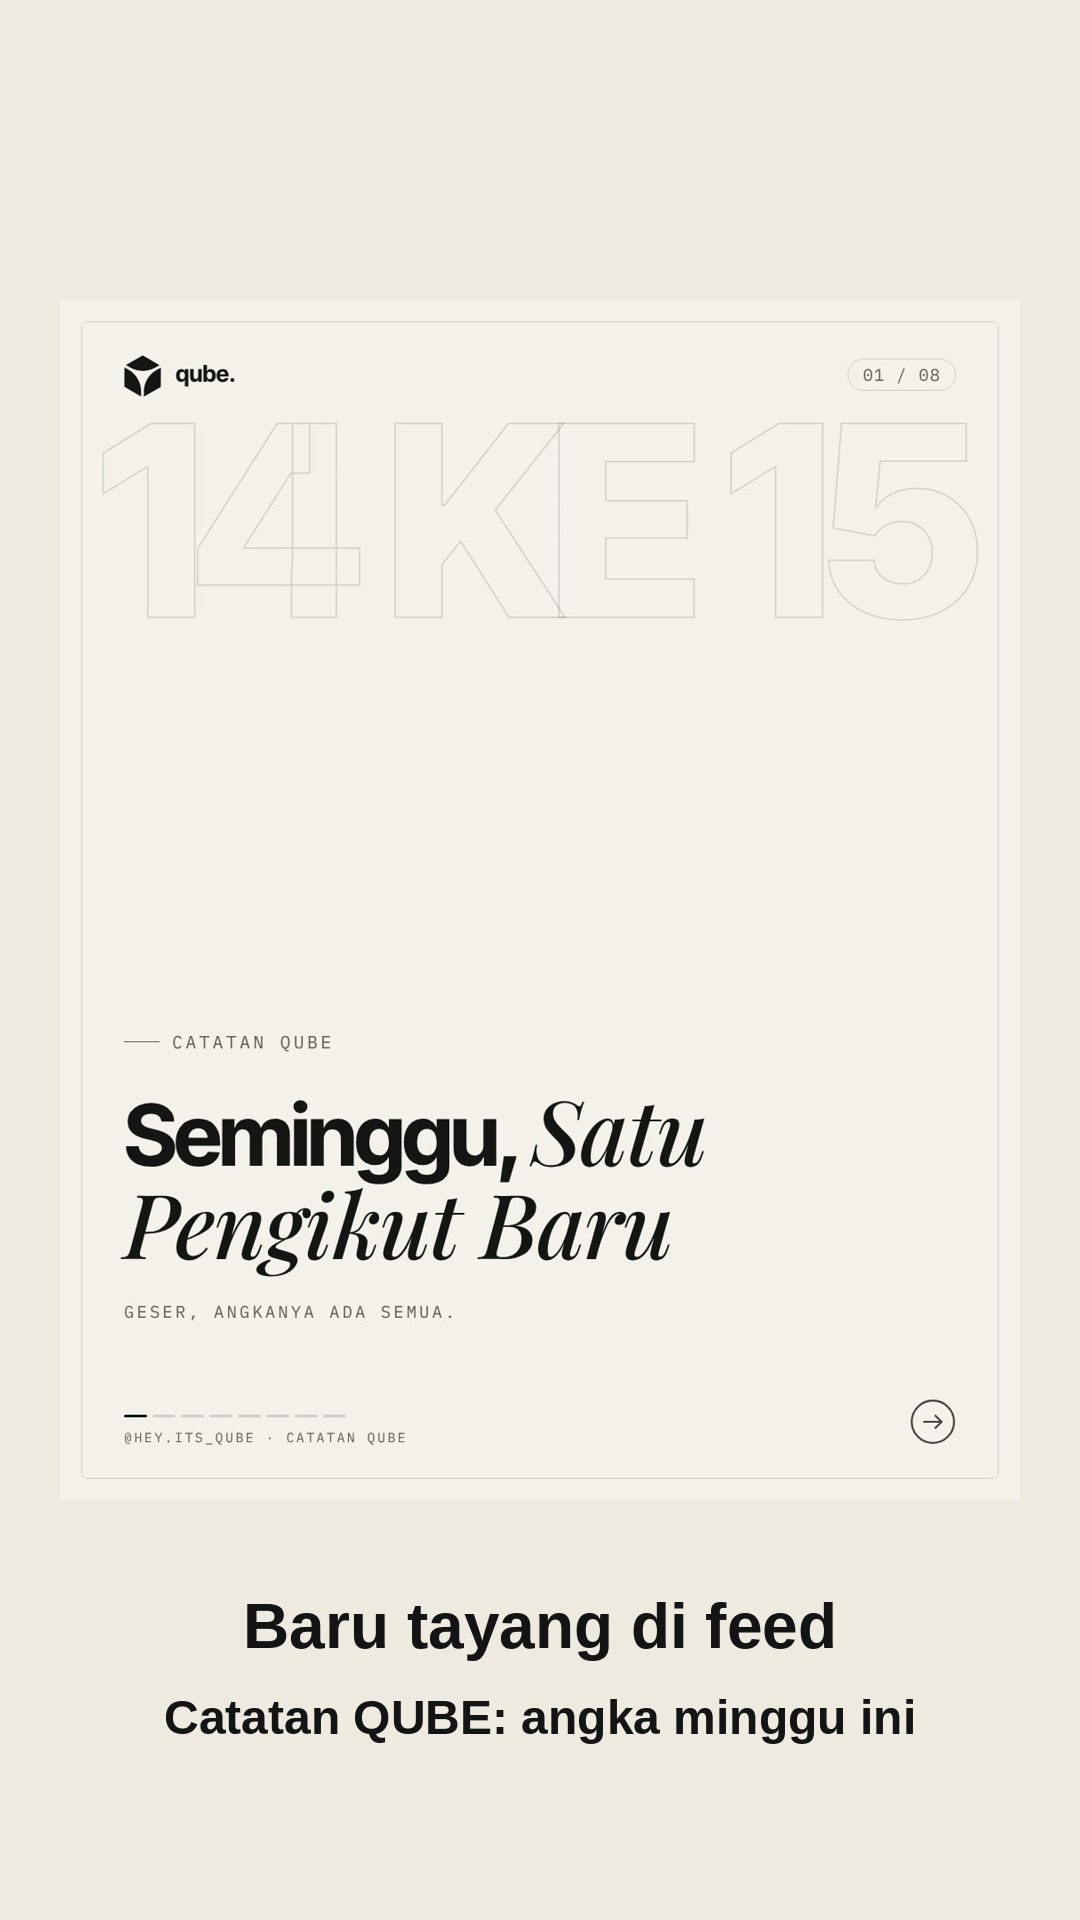 qube.
01 / 08
14 KE 15
CATATAN QUBE
Seminggu, Satu
Pengikut Baru
GESER, ANGKANYA ADA SEMUA.
@HEY.ITS_QUBE · CATATAN QUBE
Baru tayang di feed
Catatan QUBE: angka minggu ini